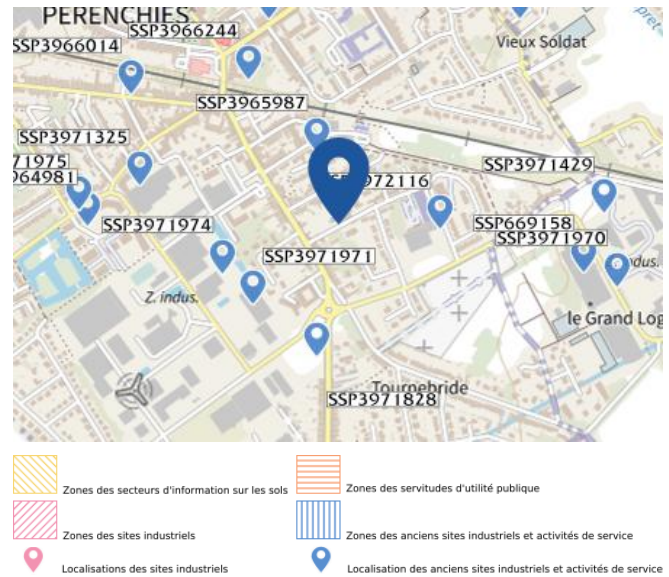 PERENCHIES
SSP3966244
SSP3966014
Vieux Soldat
SSP3965987
SSP3971325
SSP3971429
71975
972116
964981
SSP3971974
SSP669158
SSP3971970
SSP3971971
Z. indus.
ndus.
le Grand Log
Tournebride
SSP3971828
Zones des secteurs d'information sur les sols
Zones des servitudes d'utilité publique
Zones des sites industriels
Zones des anciens sites industriels et activités de service
Localisations des sites industriels
Localisation des anciens sites industriels et activités de service